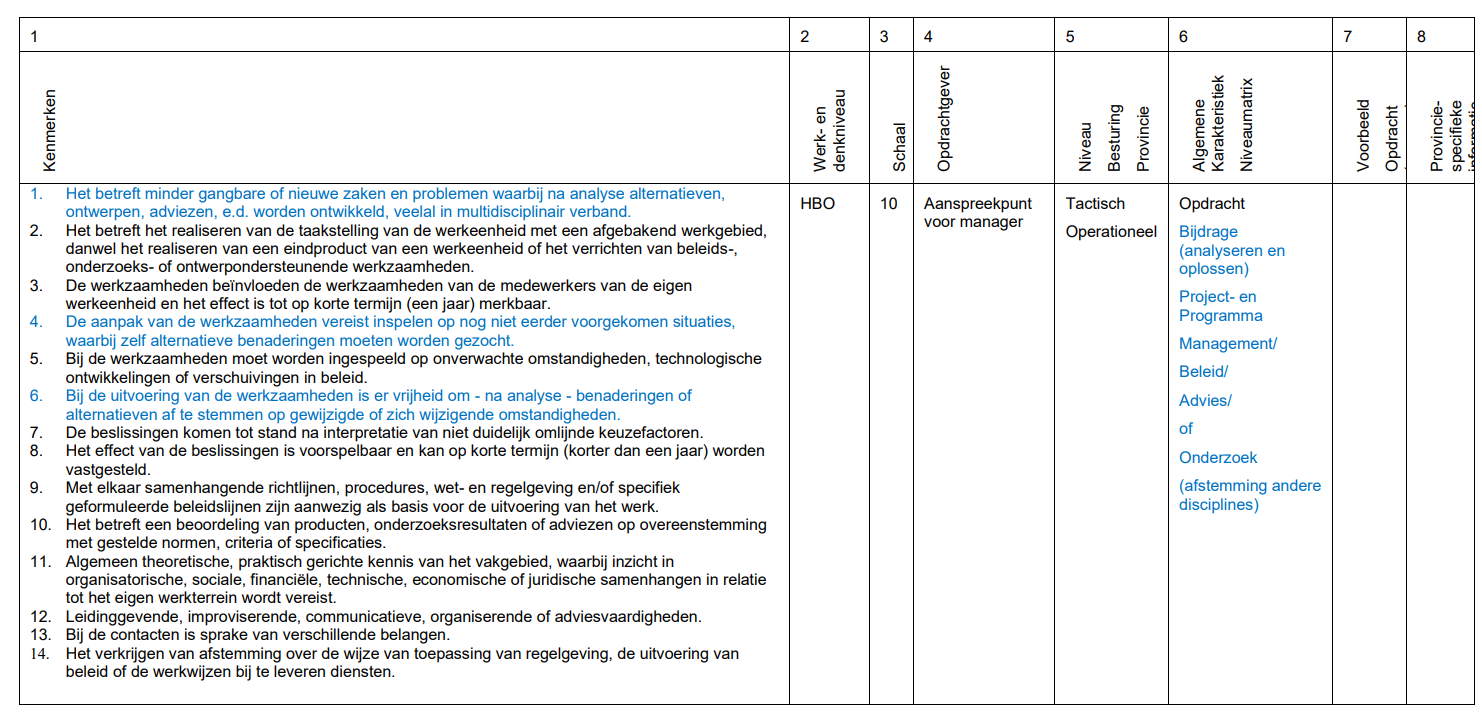 1
2
3
4
5
6
7
8
Kenmerken
Werk- en
denkniveau
Schaal
Opdrachtgever
Niveau
Besturing
Provincie
Algemene
Karakteristiek
Niveaumatrix
Voorbeeld
Opdracht
Provincie-
specifieke
1. Het betreft minder gangbare of nieuwe zaken en problemen waarbij na analyse alternatieven,
ontwerpen, adviezen, e.d. worden ontwikkeld, veelal in multidisciplinair verband.
2. Het betreft het realiseren van de taakstelling van de werkeenheid met een afgebakend werkgebied,
danwel het realiseren van een eindproduct van een werkeenheid of het verrichten van beleids-,
onderzoeks- of ontwerpondersteunende werkzaamheden.
3. De werkzaamheden beïnvloeden de werkzaamheden van de medewerkers van de eigen
werkeenheid en het effect is tot op korte termijn (een jaar) merkbaar.
4. De aanpak van de werkzaamheden vereist inspelen op nog niet eerder voorgekomen situaties,
waarbij zelf alternatieve benaderingen moeten worden gezocht.
5. Bij de werkzaamheden moet worden ingespeeld op onverwachte omstandigheden, technologische
ontwikkelingen of verschuivingen in beleid.
6. Bij de uitvoering van de werkzaamheden is er vrijheid om - na analyse - benaderingen of
alternatieven af te stemmen op gewijzigde of zich wijzigende omstandigheden.
7. De beslissingen komen tot stand na interpretatie van niet duidelijk omlijnde keuzefactoren.
8. Het effect van de beslissingen is voorspelbaar en kan op korte termijn (korter dan een jaar) worden
vastgesteld.
9. Met elkaar samenhangende richtlijnen, procedures, wet- en regelgeving en/of specifiek
geformuleerde beleidslijnen zijn aanwezig als basis voor de uitvoering van het werk.
10. Het betreft een beoordeling van producten, onderzoeksresultaten of adviezen op overeenstemming
met gestelde normen, criteria of specificaties.
11. Algemeen theoretische, praktisch gerichte kennis van het vakgebied, waarbij inzicht in
organisatorische, sociale, financiële, technische, economische of juridische samenhangen in relatie
tot het eigen werkterrein wordt vereist.
12. Leidinggevende, improviserende, communicatieve, organiserende of adviesvaardigheden.
13. Bij de contacten is sprake van verschillende belangen.
14. Het verkrijgen van afstemming over de wijze van toepassing van regelgeving, de uitvoering van
beleid of de werkwijzen bij te leveren diensten.
HBO
10
Aanspreekpunt
voor manager
Tactisch
Operationeel
Opdracht
Bijdrage
(analyseren en
oplossen)
Project- en
Programma
Management/
Beleid/
Advies/
of
Onderzoek
(afstemming andere
disciplines)